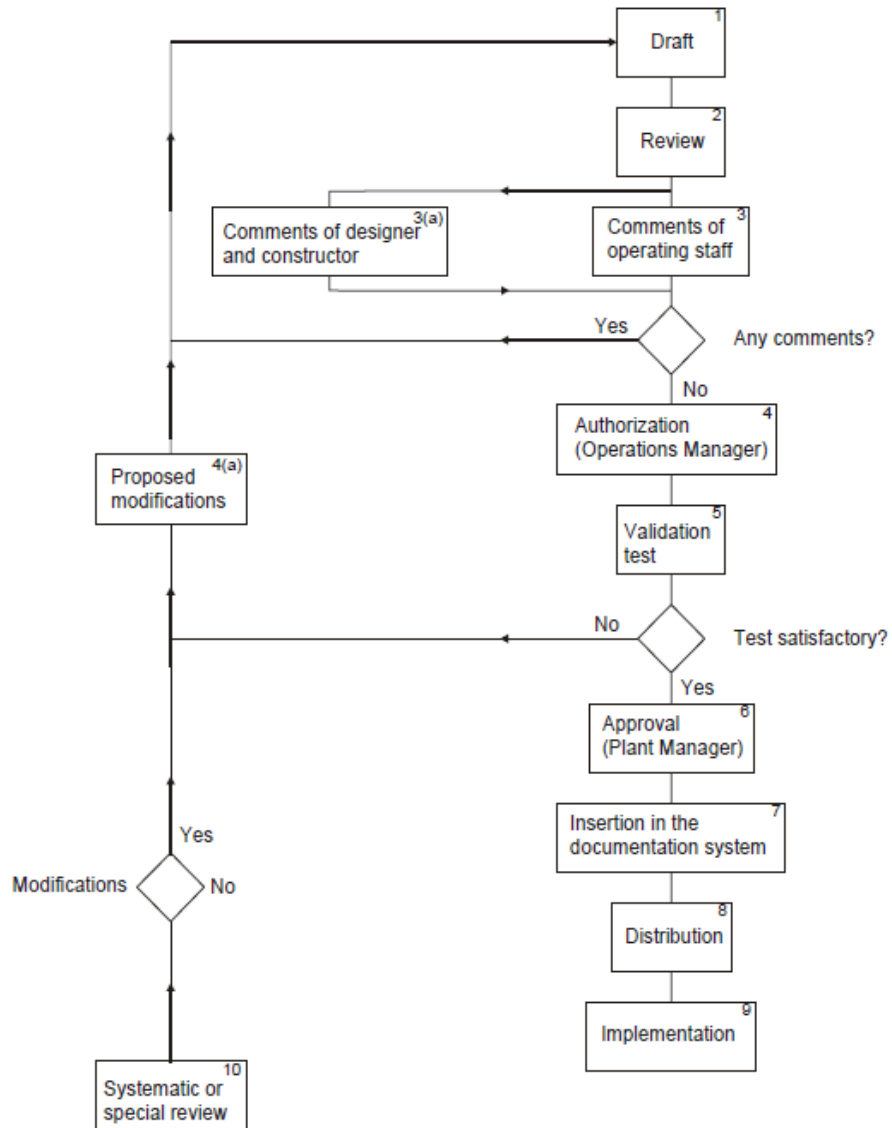 1
Draft
2
Review
3(a)
Comments of designer
and constructor
3
Comments of
operating staff
Yes
Any comments?
No
4
Authorization
(Operations Manager)
4(a)
Proposed
modifications
5
Validation
test
No
Test satisfactory?
Yes
6
Approval
(Plant Manager)
7
Insertion in the
documentation system
Yes
Modifications
No
8
Distribution
9
Implementation
10
Systematic or
special review